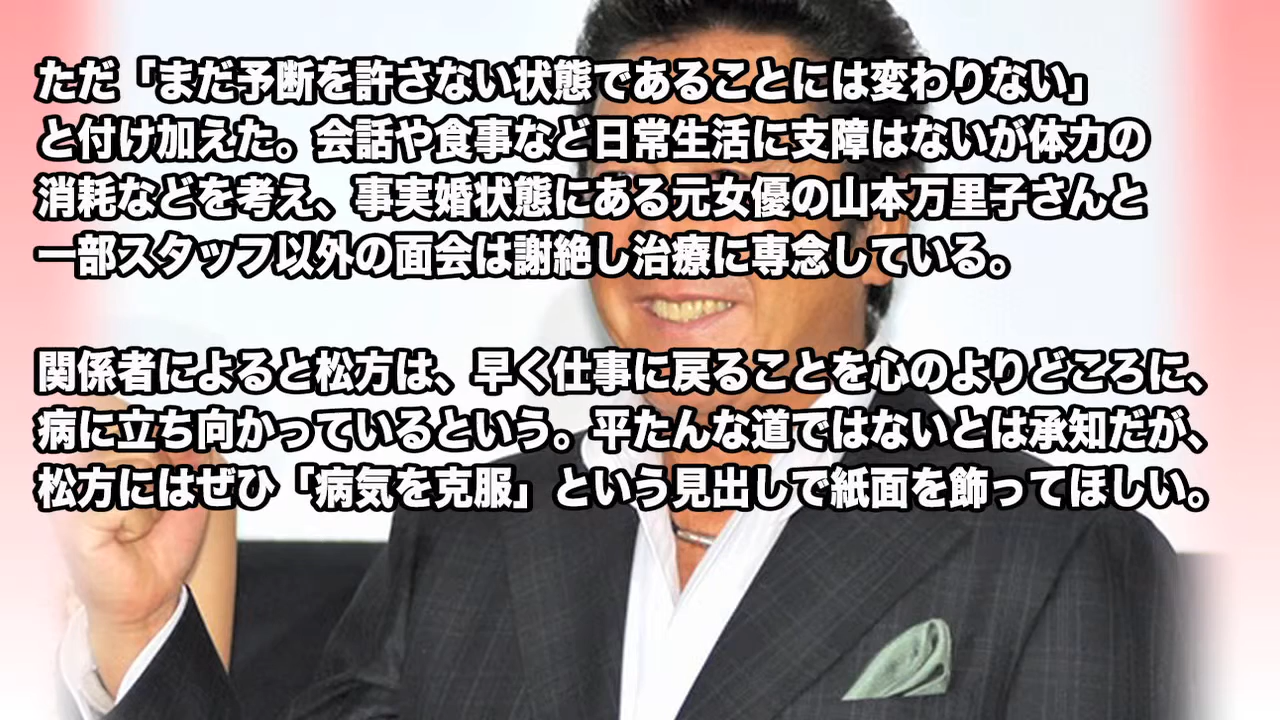 ただ「まだ予断を許さない状態であることには変わりない」
と付け加えた。会話や食事など日常生活に支障はないが体力の
消耗などを考え、事実婚状態にある元女優の山本万里子さんと
一部スタッフ以外の面会は謝絶し治療に専念している。
関係者によると松方は、早く仕事に戻ることを心のよりどころに、
病に立ち向かっているという。平たんな道ではないとは承知だが、
松方にはぜひ「病気を克服」という見出しで紙面を飾ってほしい。